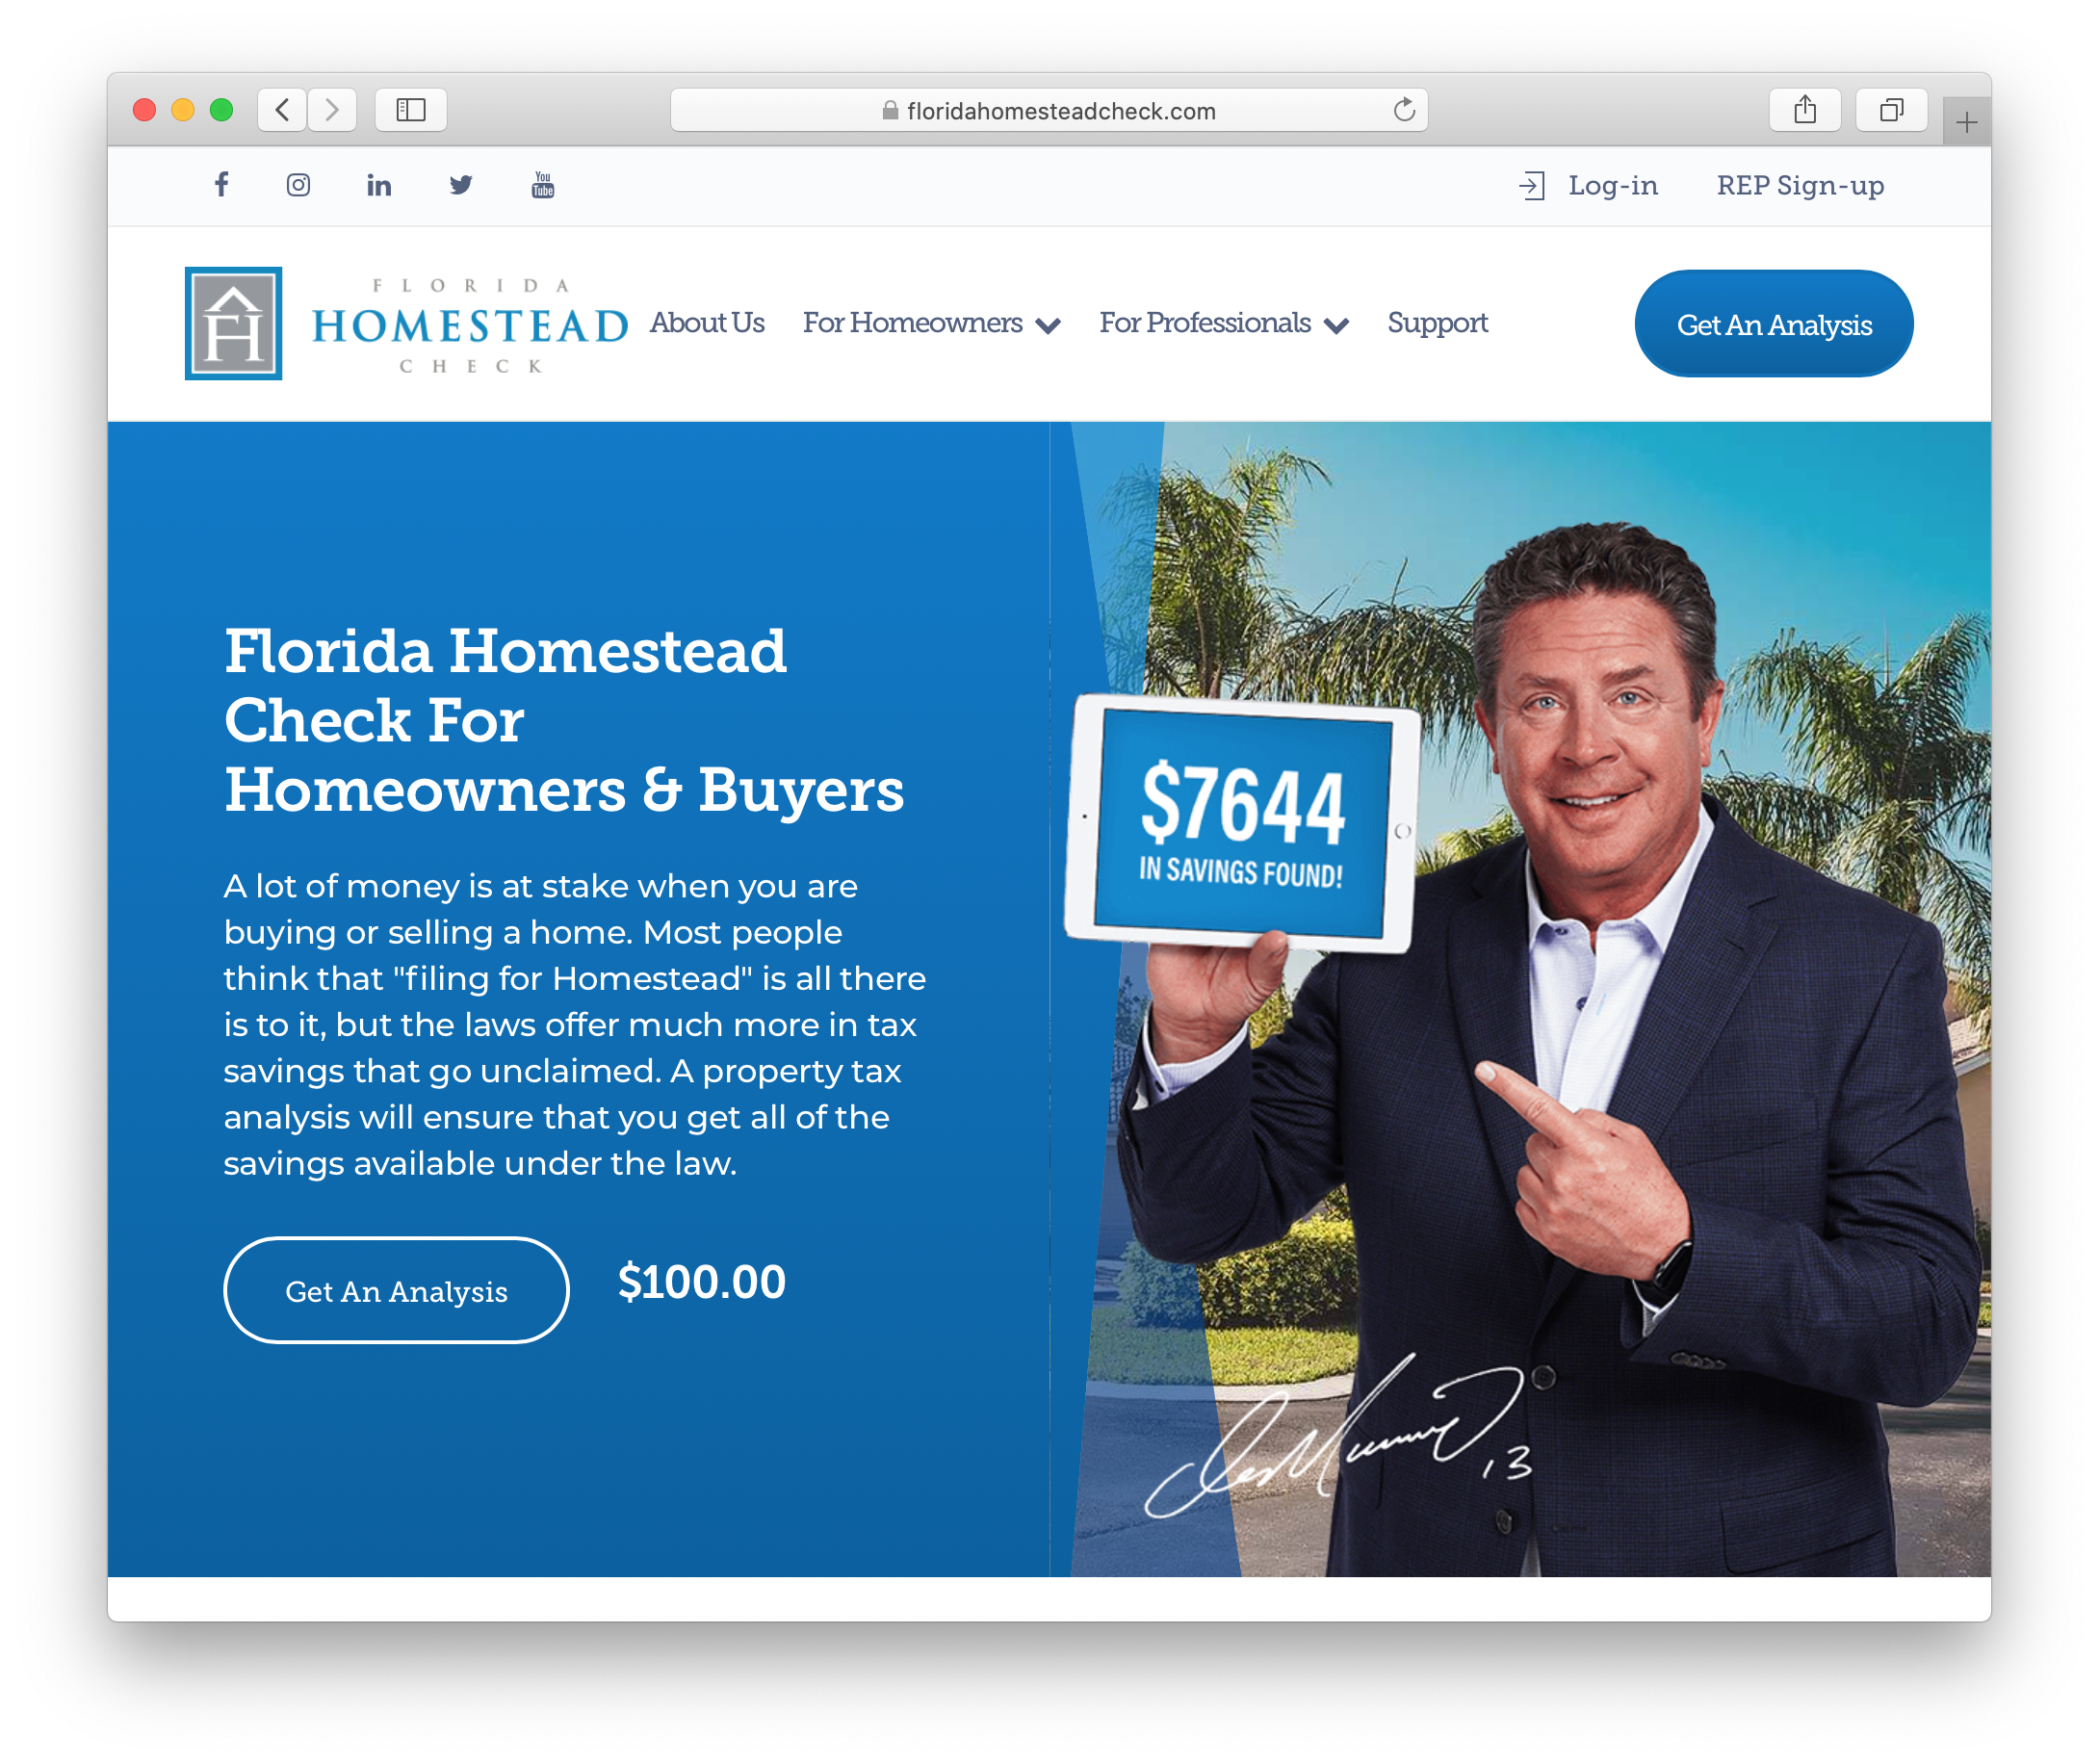 floridahomesteadcheck.com
You
Tube
Log-in
REP Sign-up
FH
FLORIDA
HOMESTEAD
CHECK
About Us
For Homeowners
For Professionals
Support
Get An Analysis
Florida Homestead
Check For
Homeowners & Buyers
A lot of money is at stake when you are
buying or selling a home. Most people
think that "filing for Homestead" is all there
is to it, but the laws offer much more in tax
savings that go unclaimed. A property tax
analysis will ensure that you get all of the
savings available under the law.
Get An Analysis
$100.00
$7644
IN SAVINGS FOUND!
13